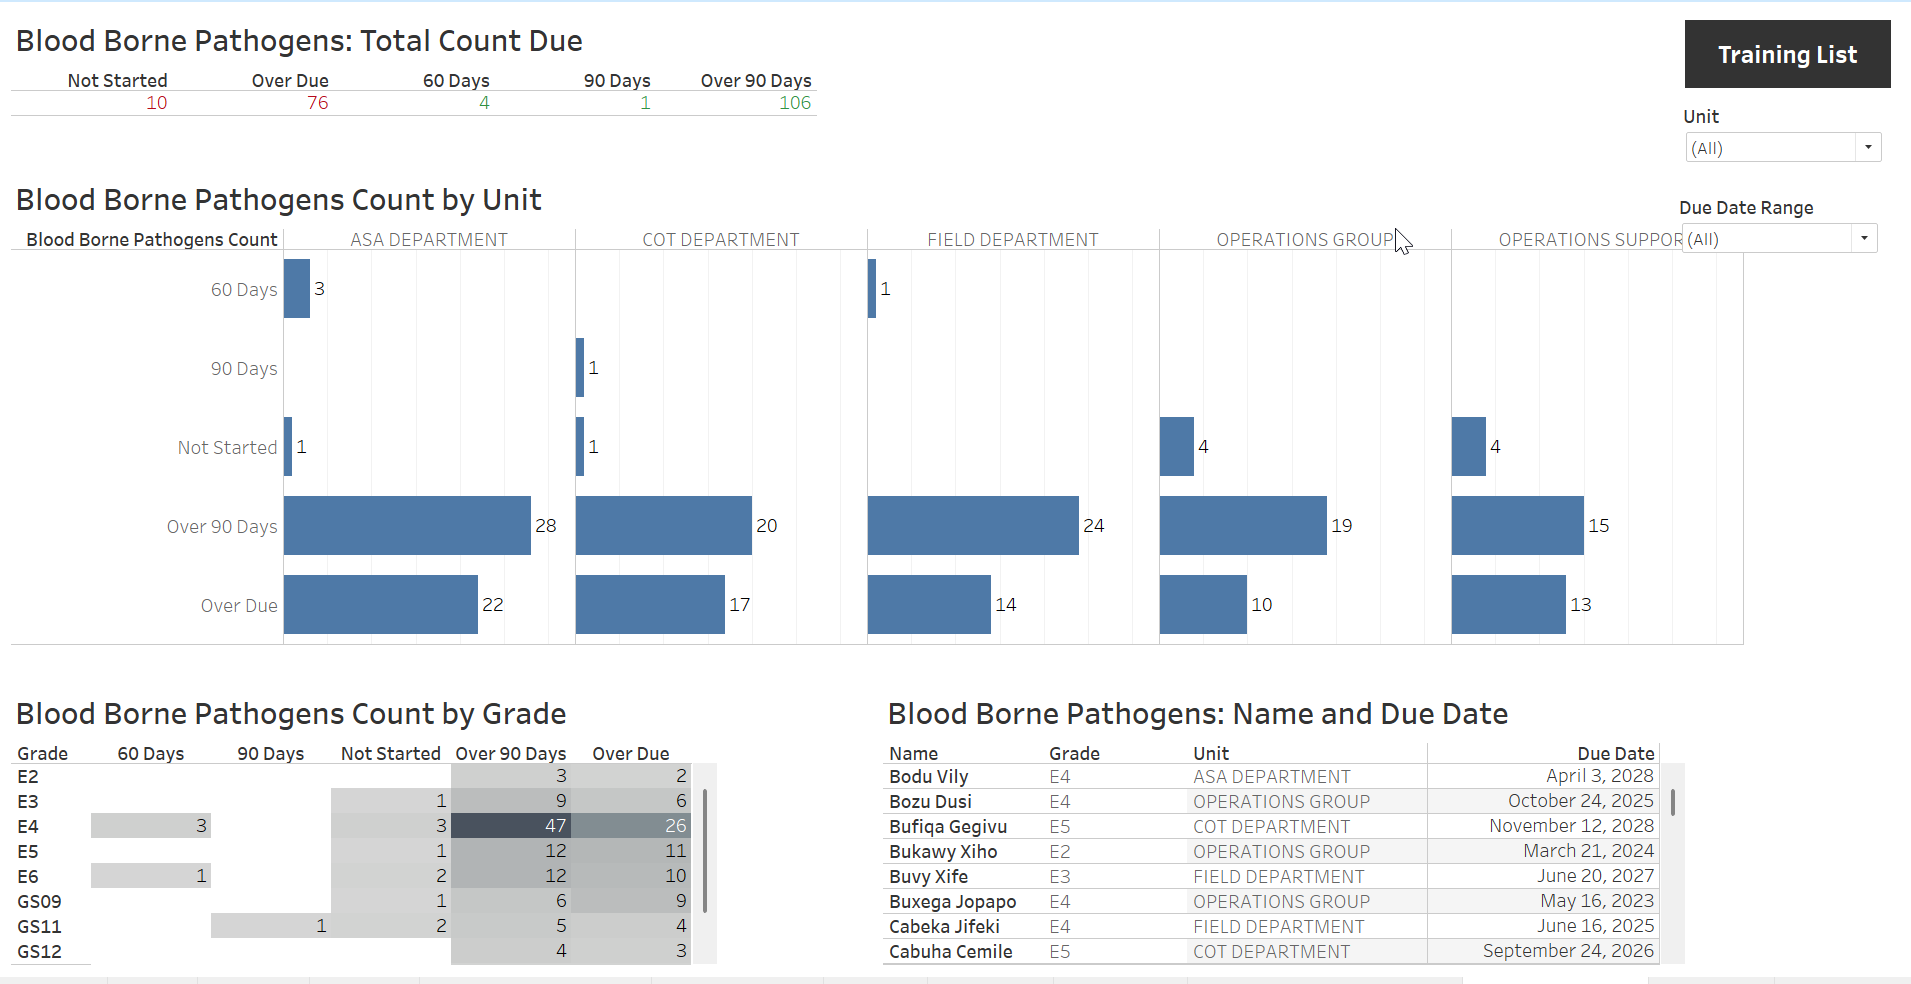 Blood Borne Pathogens: Total Count Due
Not Started Over Due 60 Days 90 Days Over 90 Days
10 76 4 1 106
Training List
Unit
(All)
Due Date Range
(All)
Blood Borne Pathogens Count by Unit
Blood Borne Pathogens Count ASA DEPARTMENT COT DEPARTMENT FIELD DEPARTMENT OPERATIONS GROUP OPERATIONS SUPPOR
60 Days 3 1
90 Days 1
Not Started 1 1 4 4
Over 90 Days 28 20 24 19 15
Over Due 22 17 14 10 13
Blood Borne Pathogens Count by Grade
Grade 60 Days 90 Days Not Started Over 90 Days Over Due
E2 3 2
E3 1 9 6
E4 3 3 47 26
E5 1 12 11
E6 1 2 12 10
GS09 1 6 9
GS11 1 2 5 4
GS12 4 3
Blood Borne Pathogens: Name and Due Date
Name Grade Unit Due Date
Bodu Vily E4 ASA DEPARTMENT April 3, 2028
Bozu Dusi E4 OPERATIONS GROUP October 24, 2025
Bufiqa Gegivu E5 COT DEPARTMENT November 12, 2028
Bukawy Xiho E2 OPERATIONS GROUP March 21, 2024
Buvy Xife E3 FIELD DEPARTMENT June 20, 2027
Buxega Jopapo E4 OPERATIONS GROUP May 16, 2023
Cabeka Jifeki E4 FIELD DEPARTMENT June 16, 2025
Cabuha Cemile E5 COT DEPARTMENT September 24, 2026